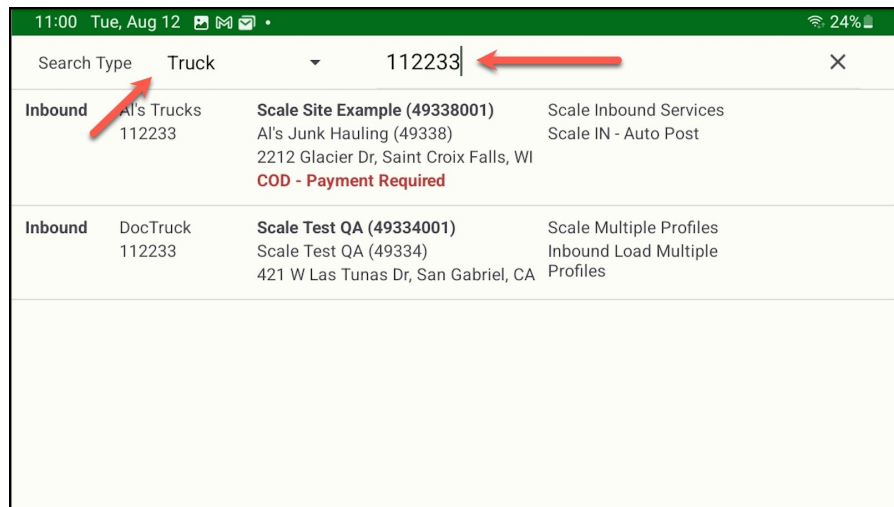 11:00 Tue, Aug 12 24%
Search Type Truck 112233
Inbound Al's Trucks Scale Site Example (49338001) Scale Inbound Services
112233 Al's Junk Hauling (49338) Scale IN - Auto Post
2212 Glacier Dr, Saint Croix Falls, WI
COD - Payment Required
Inbound DocTruck Scale Test QA (49334001) Scale Multiple Profiles
112233 Scale Test QA (49334) Inbound Load Multiple
421 W Las Tunas Dr, San Gabriel, CA Profiles